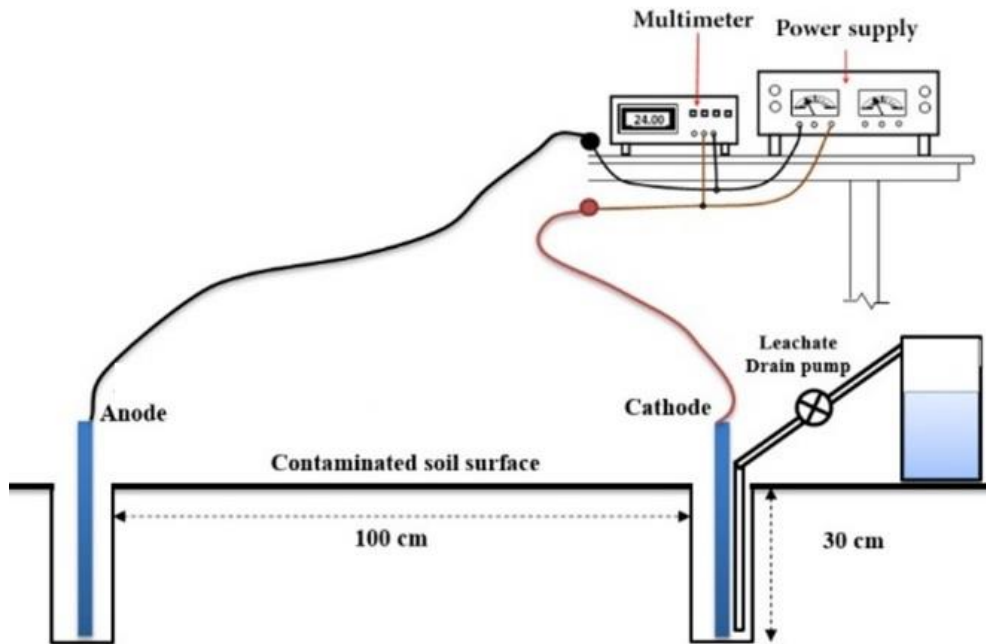 Multimeter
Power supply
24.00
Leachate
Drain pump
Anode
Cathode
Contaminated soil surface
100 cm
30 cm